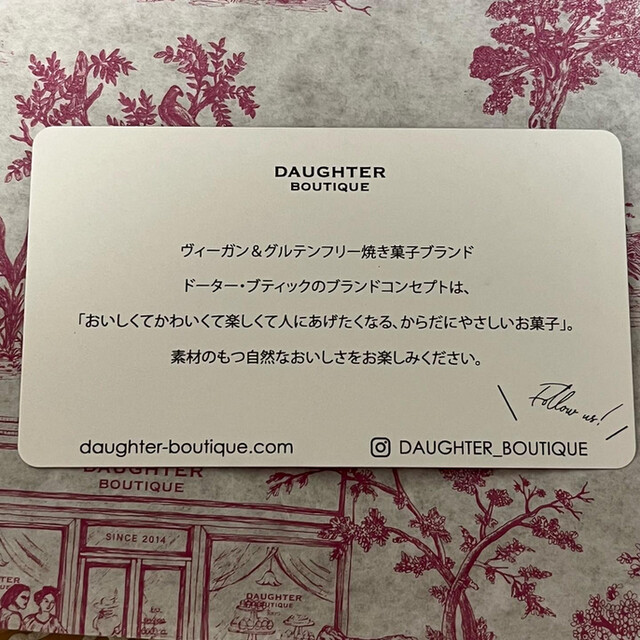 DAUGHTER
BOUTIQUE
ヴィーガン＆グルテンフリー焼き菓子ブランド
ドーター・ブティックのブランドコンセプトは、
「おいしくてかわいくて楽しくて人にあげたくなる、からだにやさしいお菓子」。
素材のもつ自然なおいしさをお楽しみください。
Follow us!
daughter-boutique.com
DAUGHTER_BOUTIQUE
DAUGHTER
BOUTIQUE
SINCE 2014
DAUGHTER
BOUTIQUE
DAUGHTER
BOUTIQUE